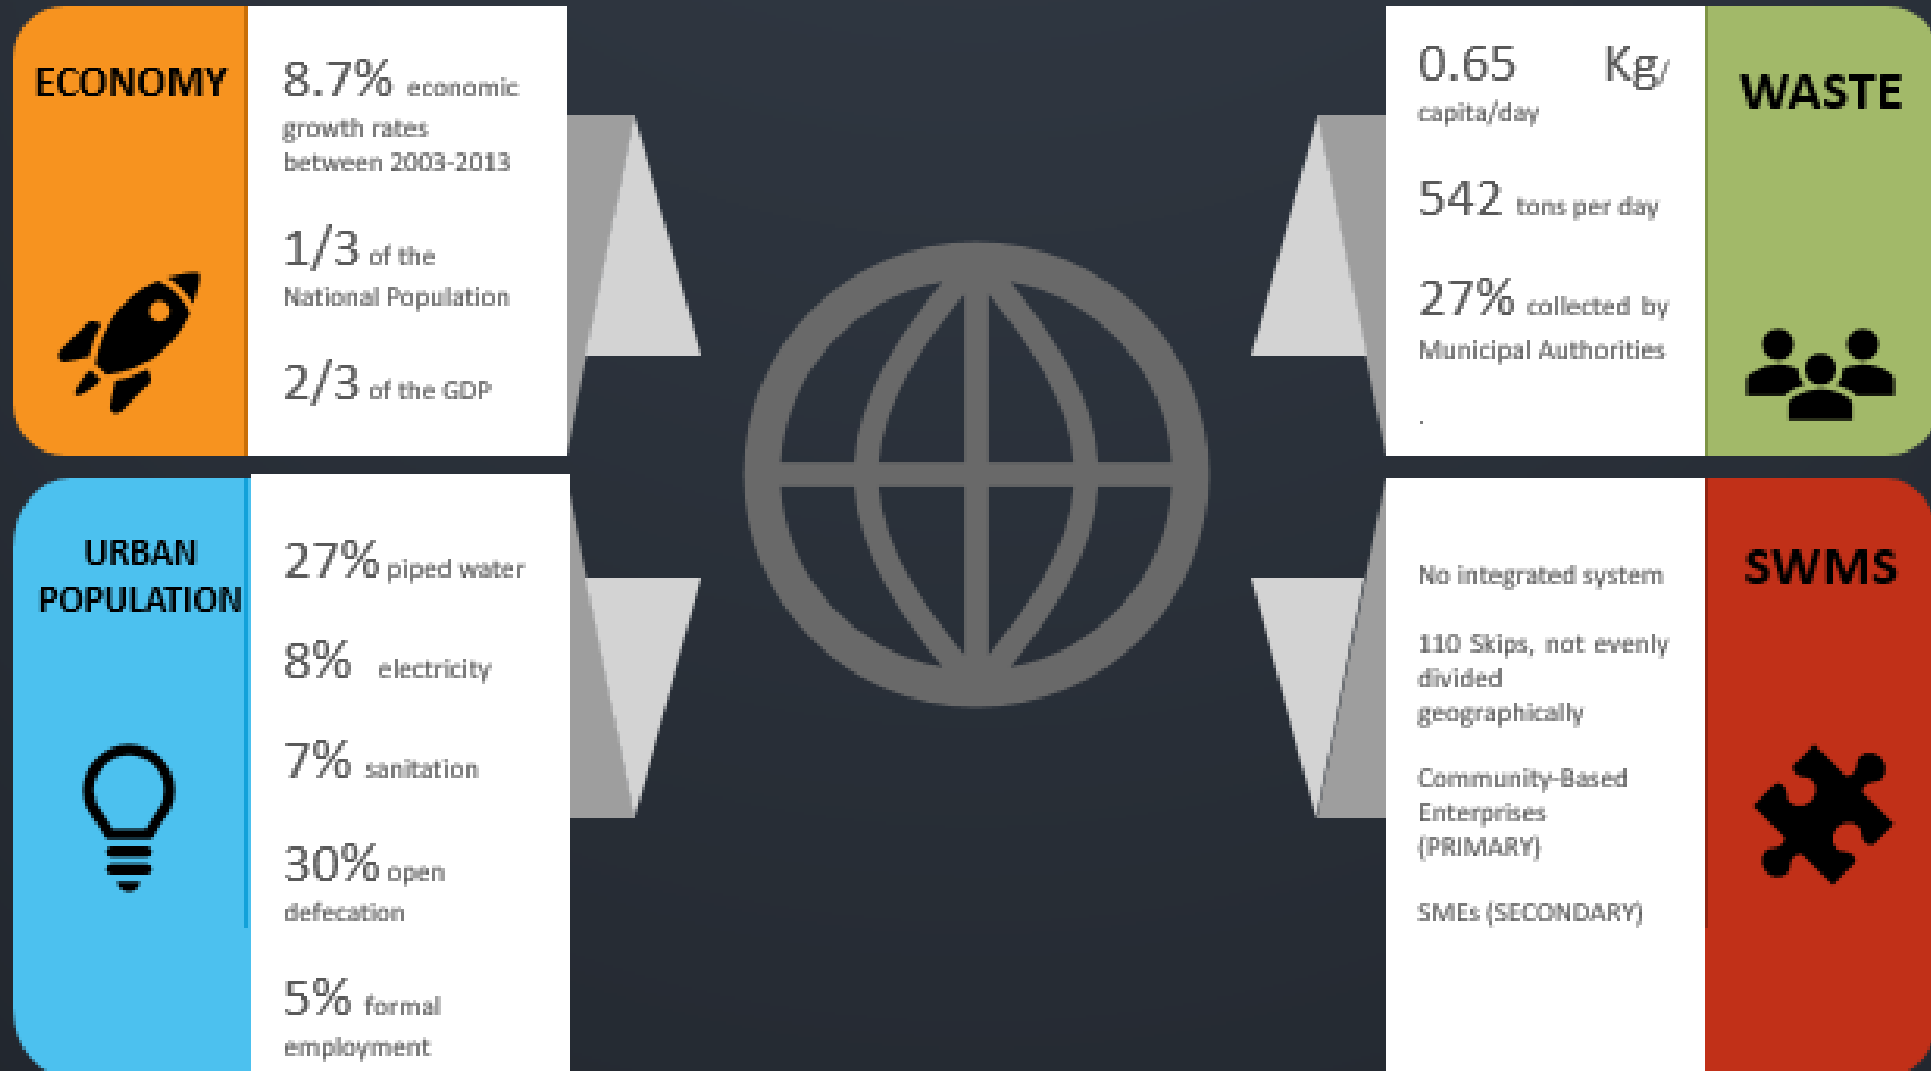 ECONOMY
8.7% economic
growth rates
between 2003-2013
1/3 of the
National Population
2/3 of the GDP
URBAN
POPULATION
27% piped water
8% electricity
7% sanitation
30% open
defecation
5% formal
employment
0.65 Kg/
capita/day
542 tons per day
27% collected by
Municipal Authorities
.
WASTE
No integrated system
110 Skips, not evenly
divided
geographically
Community-Based
Enterprises
(PRIMARY)
SMEs (SECONDARY)
SWMS